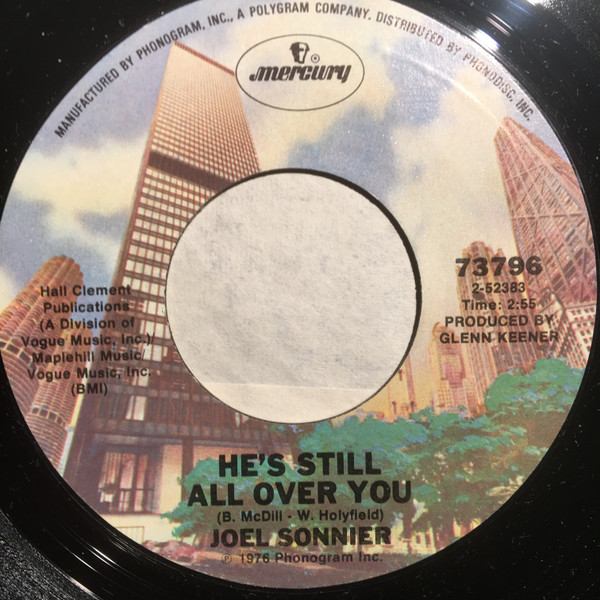 MANUFACTURED BY PHONOGRAM, INC., A POLYGRAM COMPANY. DISTRIBUTED BY PHONODISC, INC.
mercury
®
73796
2-52383
Time: 2:55
PRODUCED BY
GLENN KEENER
Hall Clement
Publications
(A Division of
Vogue Music, Inc.)
Maplehill Music,
Vogue Music, Inc.
(BMI)
HE'S STILL
ALL OVER YOU
(B. McDill - W. Holyfield)
JOEL SONNIER
℗ 1976 Phonogram Inc.